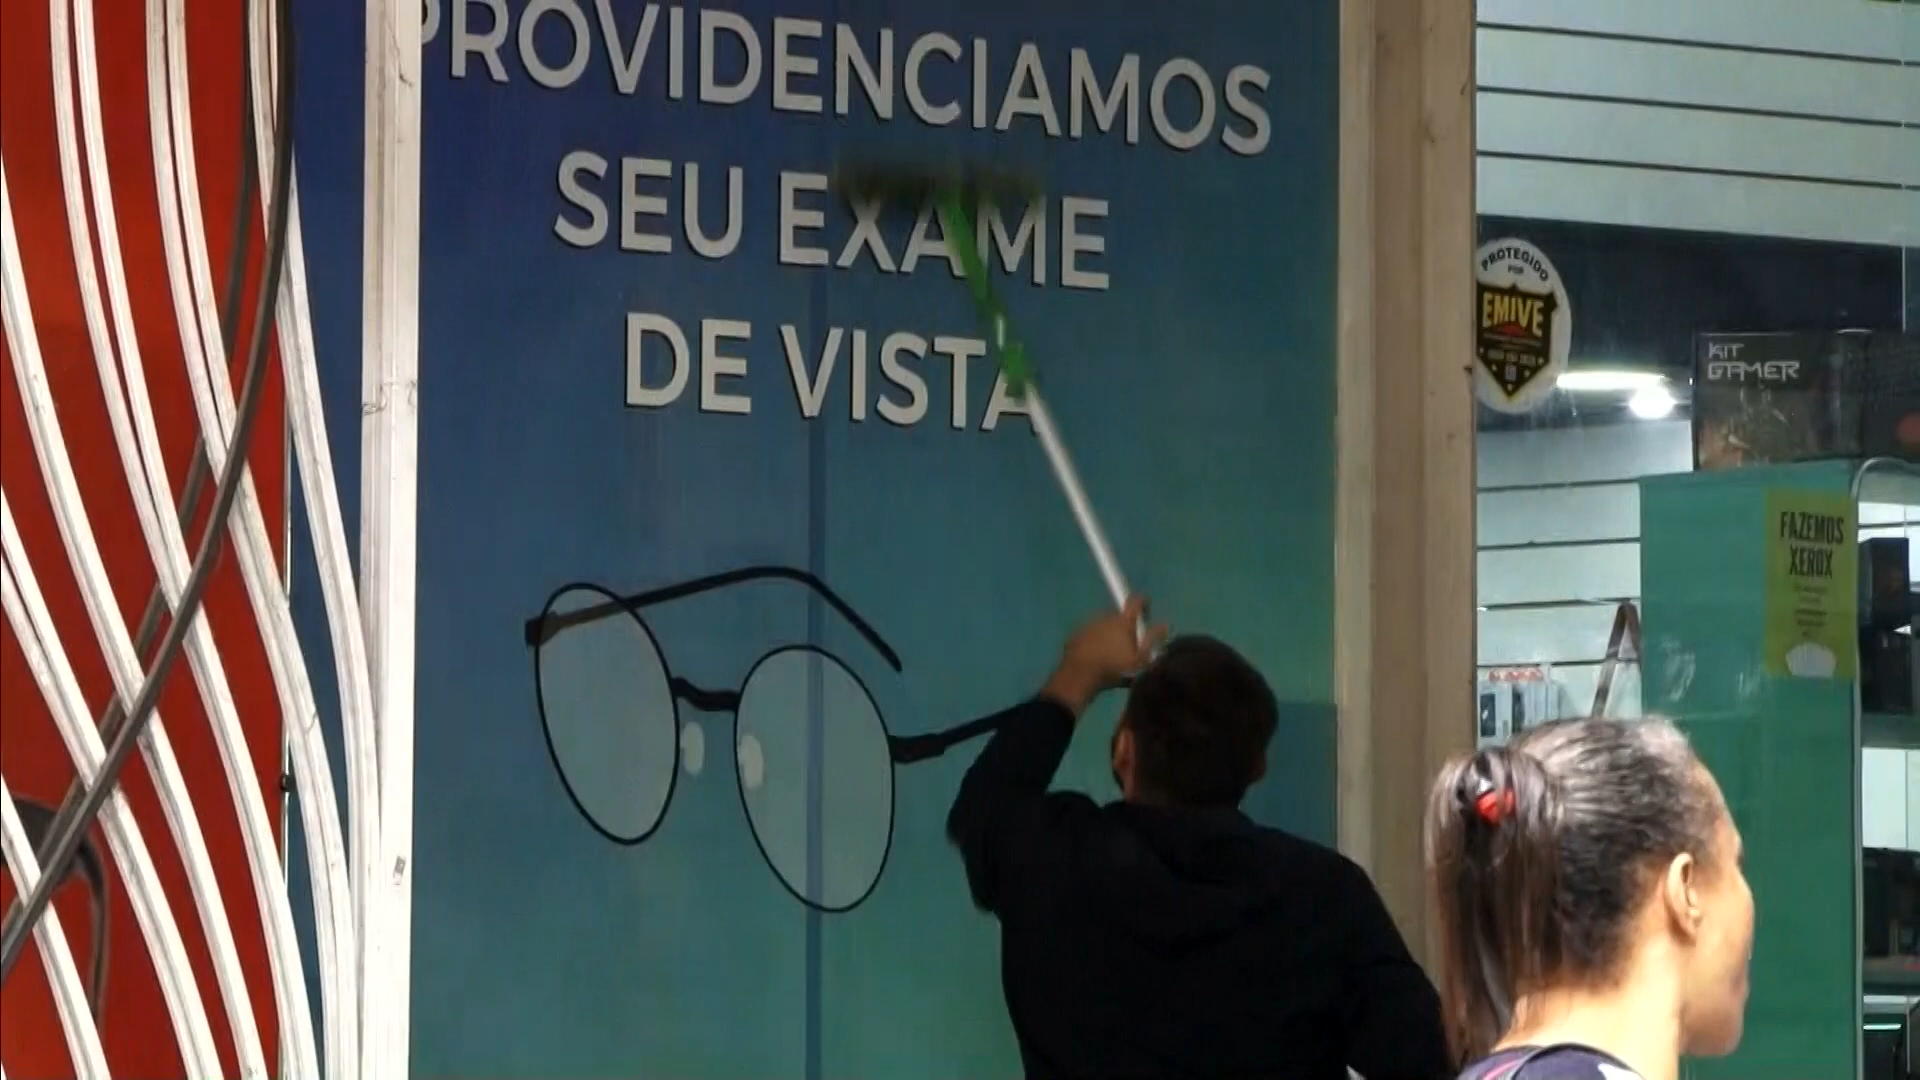 PROVIDENCIAMOS
SEU EXAME
DE VISTA
PROTEGIDO
POR
EMIVE
KIT
GAMER
FAZEMOS
XEROX